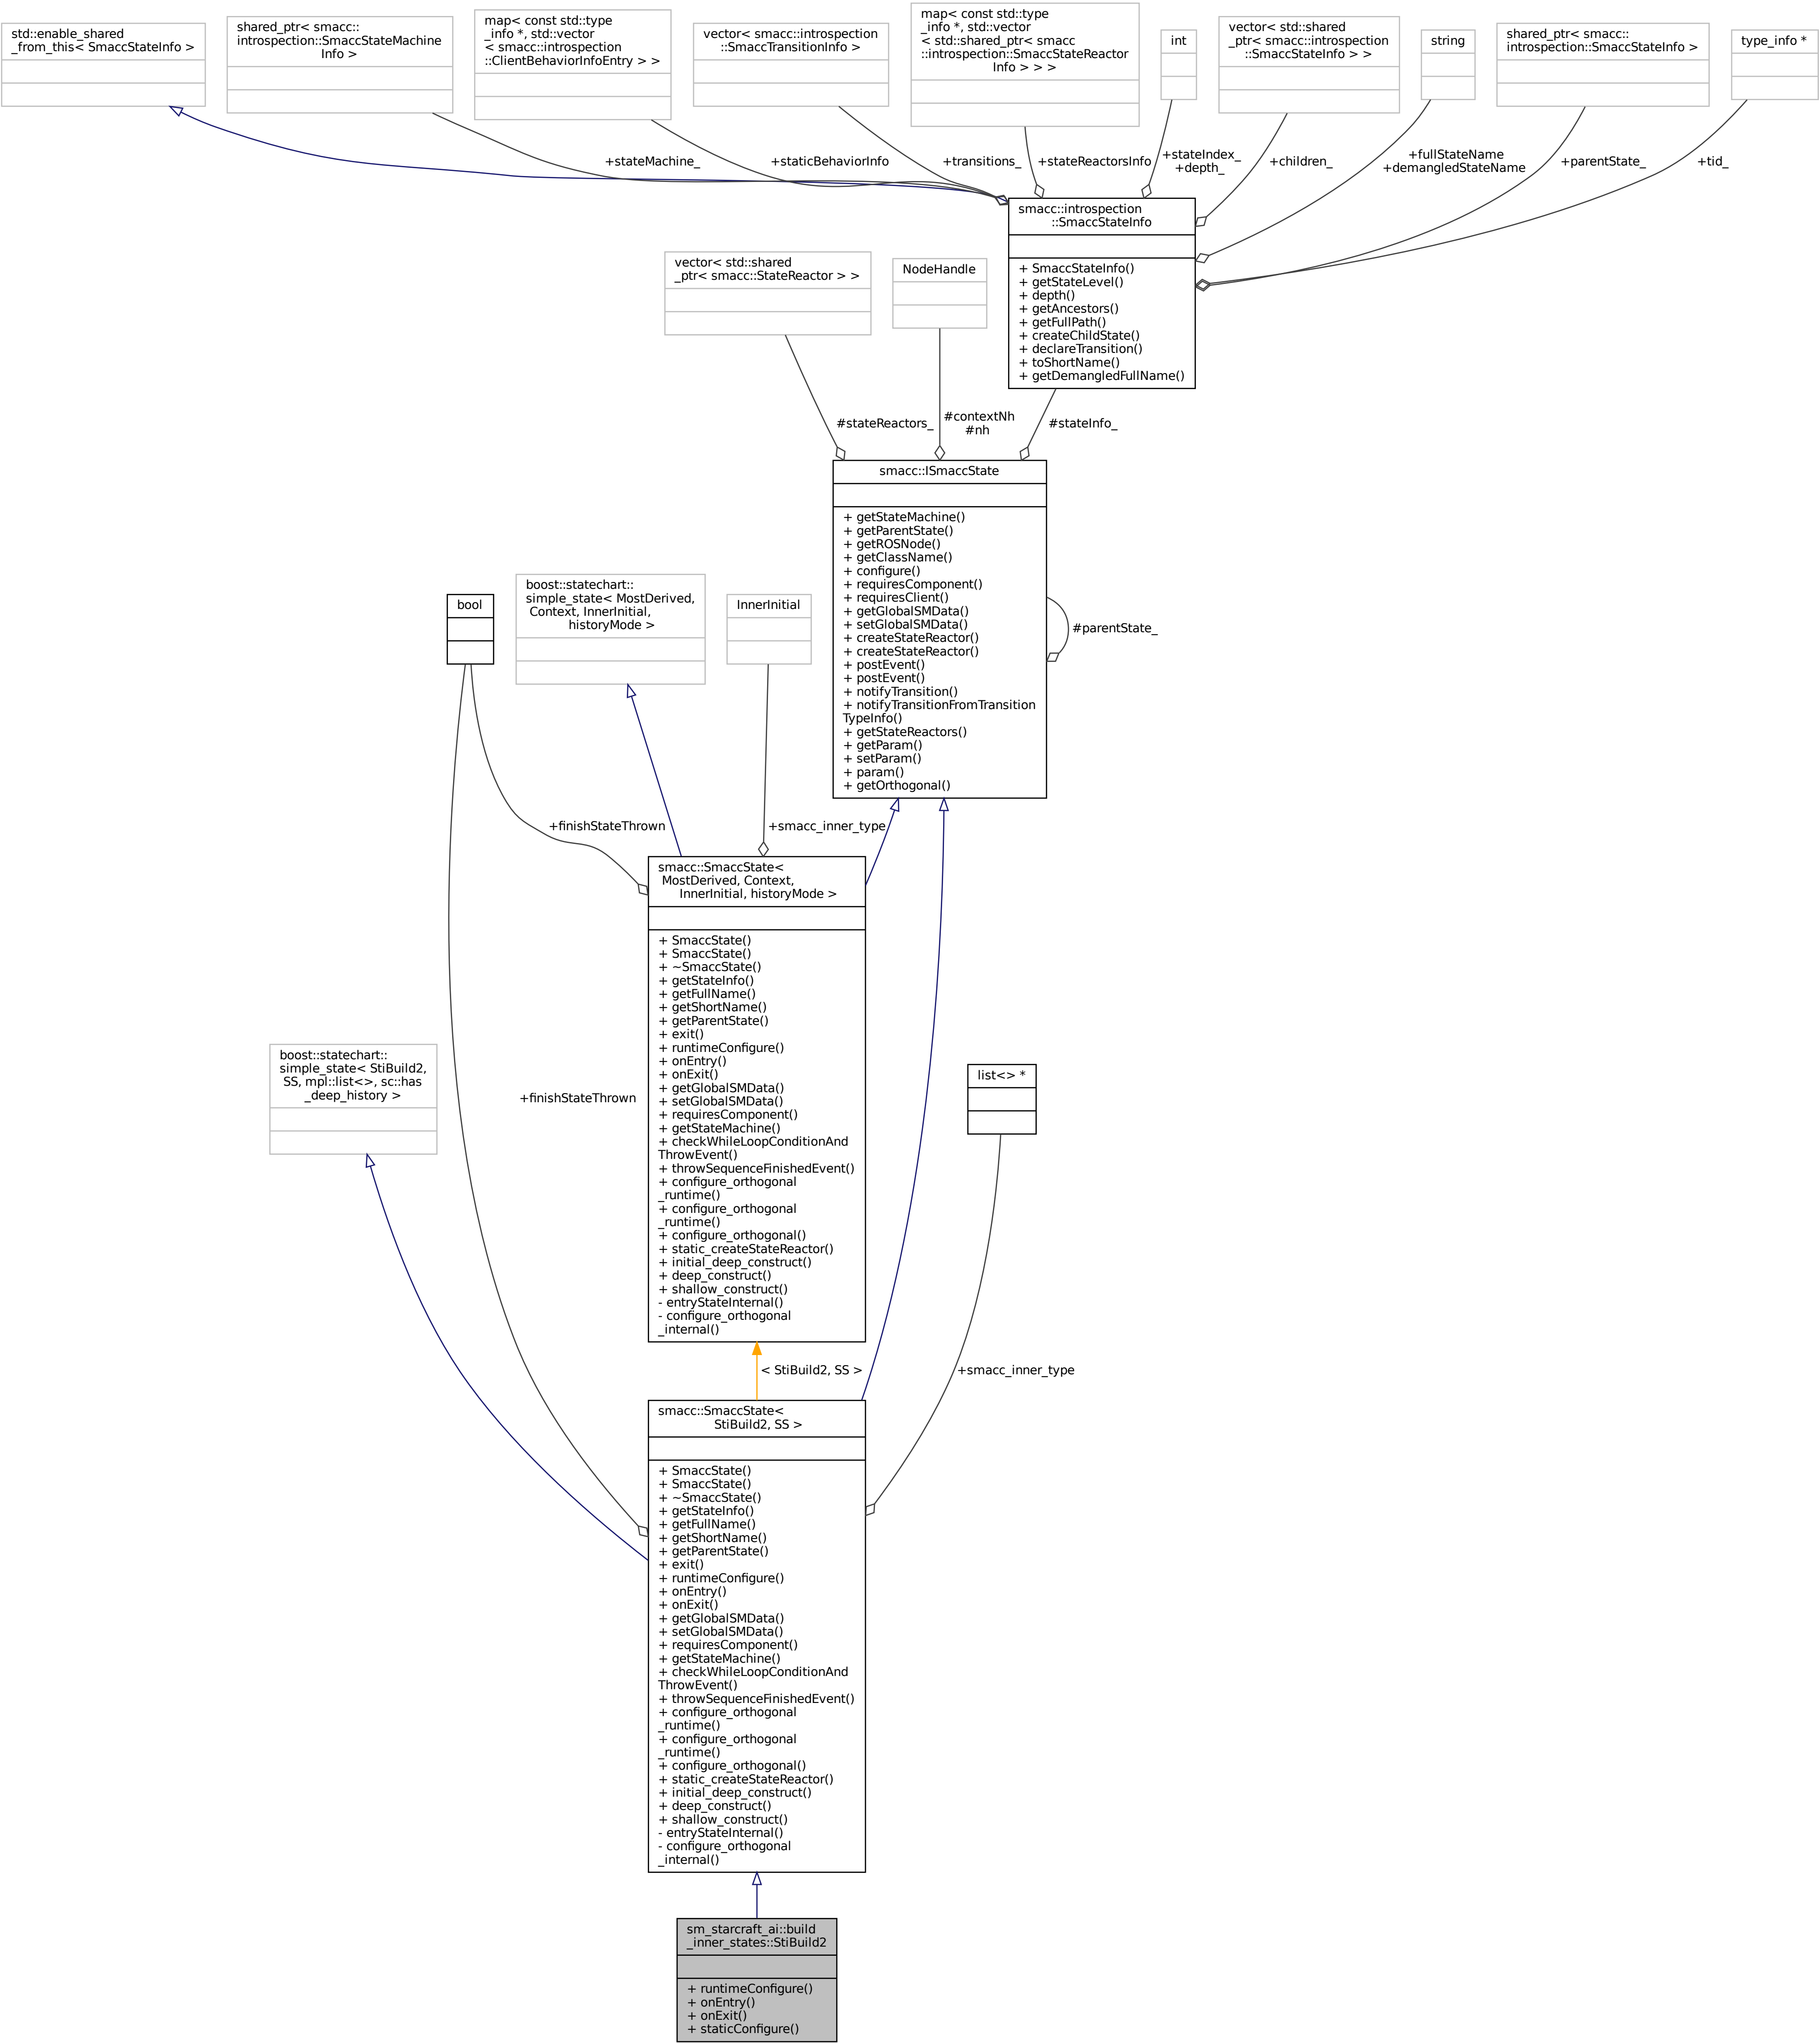 std::enable_shared
_from_this< SmaccStateInfo >
shared_ptr< smacc::
introspection::SmaccStateMachine
Info >
map< const std::type
_info *, std::vector
< smacc::introspection
::ClientBehaviorInfoEntry > >
vector< smacc::introspection
::SmaccTransitionInfo >
map< const std::type
_info *, std::vector
< std::shared_ptr< smacc
::introspection::SmaccStateReactor
Info > > >
int
vector< std::shared
_ptr< smacc::introspection
::SmaccStateInfo > >
string
shared_ptr< smacc::
introspection::SmaccStateInfo >
type_info *
+stateMachine_
+staticBehaviorInfo
+transitions_
+stateReactorsInfo
+stateIndex_
+depth_
+children_
+fullStateName
+demangledStateName
+parentState_
+tid_
smacc::introspection
::SmaccStateInfo
+ SmaccStateInfo()
+ getStateLevel()
+ depth()
+ getAncestors()
+ getFullPath()
+ createChildState()
+ declareTransition()
+ toShortName()
+ getDemangledFullName()
vector< std::shared
_ptr< smacc::StateReactor > >
NodeHandle
#stateReactors_
#contextNh
#nh
#stateInfo_
smacc::ISmaccState
+ getStateMachine()
+ getParentState()
+ getROSNode()
+ getClassName()
+ configure()
+ requiresComponent()
+ requiresClient()
+ getGlobalSMData()
+ setGlobalSMData()
+ createStateReactor()
+ createStateReactor()
+ postEvent()
+ postEvent()
+ notifyTransition()
+ notifyTransitionFromTransition
TypeInfo()
+ getStateReactors()
+ getParam()
+ setParam()
+ param()
+ getOrthogonal()
#parentState_
bool
boost::statechart::
simple_state< MostDerived,
Context, InnerInitial,
historyMode >
InnerInitial
+finishStateThrown
+smacc_inner_type
smacc::SmaccState<
MostDerived, Context,
InnerInitial, historyMode >
+ SmaccState()
+ SmaccState()
+ ~SmaccState()
+ getStateInfo()
+ getFullName()
+ getShortName()
+ getParentState()
+ exit()
+ runtimeConfigure()
+ onEntry()
+ onExit()
+ getGlobalSMData()
+ setGlobalSMData()
+ requiresComponent()
+ getStateMachine()
+ checkWhileLoopConditionAnd
ThrowEvent()
+ throwSequenceFinishedEvent()
+ configure_orthogonal
_runtime()
+ configure_orthogonal
_runtime()
+ configure_orthogonal()
+ static_createStateReactor()
+ initial_deep_construct()
+ deep_construct()
+ shallow_construct()
- entryStateInternal()
- configure_orthogonal
_internal()
boost::statechart::
simple_state< StiBuild2,
SS, mpl::list<>, sc::has
_deep_history >
+finishStateThrown
list<> *
< StiBuild2, SS >
+smacc_inner_type
smacc::SmaccState<
StiBuild2, SS >
+ SmaccState()
+ SmaccState()
+ ~SmaccState()
+ getStateInfo()
+ getFullName()
+ getShortName()
+ getParentState()
+ exit()
+ runtimeConfigure()
+ onEntry()
+ onExit()
+ getGlobalSMData()
+ setGlobalSMData()
+ requiresComponent()
+ getStateMachine()
+ checkWhileLoopConditionAnd
ThrowEvent()
+ throwSequenceFinishedEvent()
+ configure_orthogonal
_runtime()
+ configure_orthogonal
_runtime()
+ configure_orthogonal()
+ static_createStateReactor()
+ initial_deep_construct()
+ deep_construct()
+ shallow_construct()
- entryStateInternal()
- configure_orthogonal
_internal()
sm_starcraft_ai::build
_inner_states::StiBuild2
+ runtimeConfigure()
+ onEntry()
+ onExit()
+ staticConfigure()